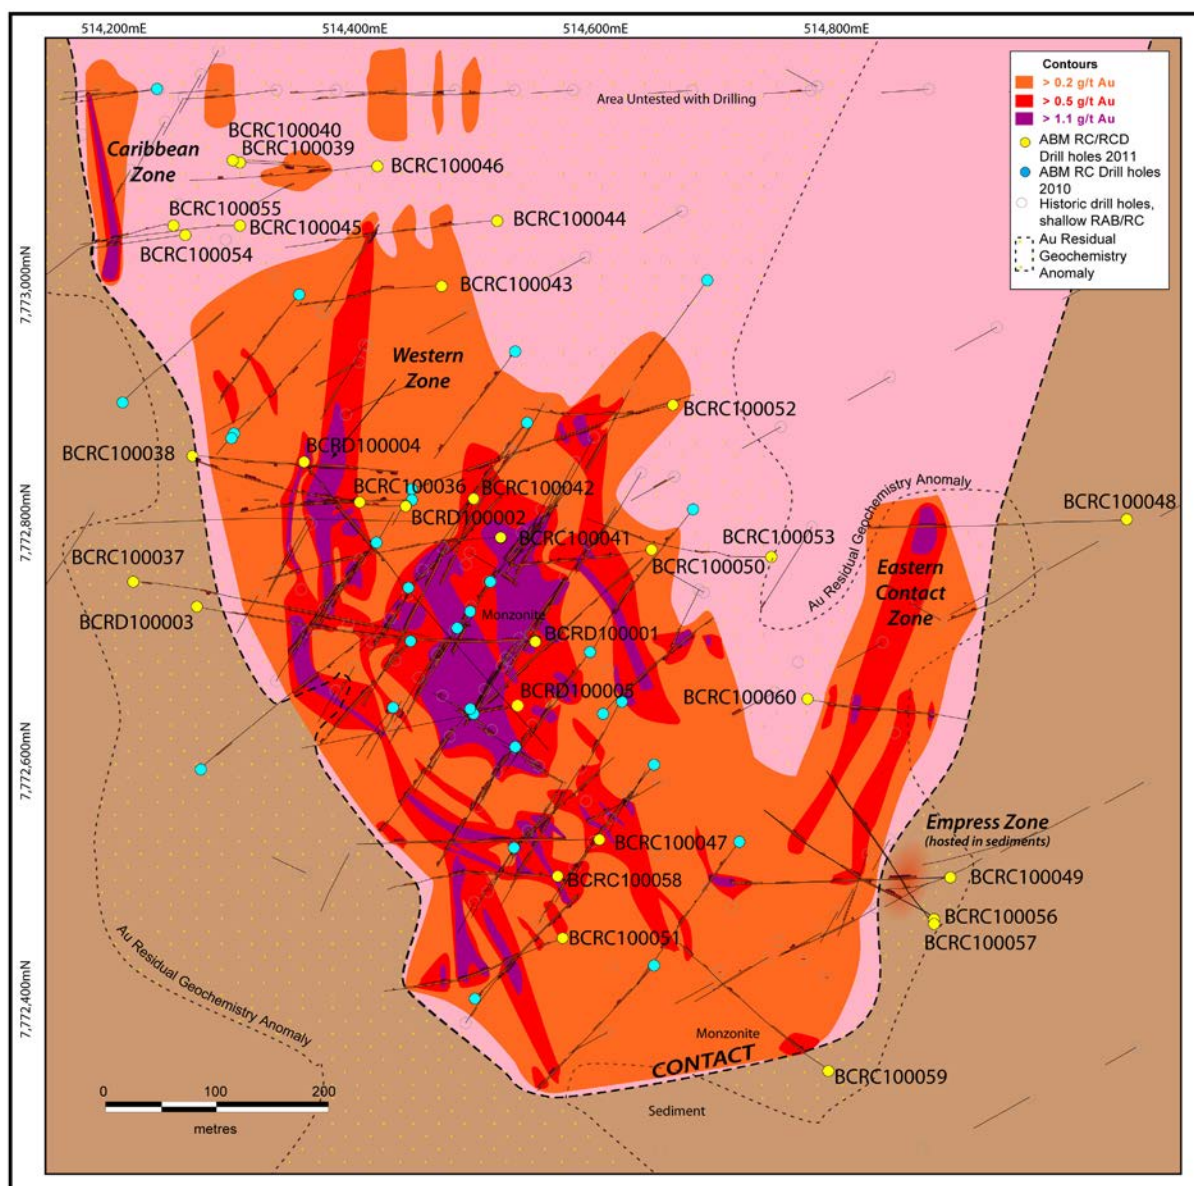 514,200mE
514,400mE
514,600mE
514,800mE
Contours
> 0.2 g/t Au
> 0.5 g/t Au
> 1.1 g/t Au
ABM RC/RCD
Drill holes 2011
ABM RC Drill holes
2010
Historic drill holes,
shallow RAB/RC
Au Residual
Geochemistry
Anomaly
Area Untested with Drilling
BCRC100040
BCRC100039
Caribbean
Zone
BCRC100046
BCRC100055
BCRC100045
BCRC100044
BCRC100054
7,773,000mN
BCRC100043
Western
Zone
BCRC100052
BCRC100038
BCRD100004
BCRC100036
BCRC100042
BCRC100048
BCRD100002
Au Residual Geochemistry Anomaly
7,772,800mN
BCRC100041
BCRC100053
BCRC100050
BCRC100037
Eastern
Contact
Zone
BCRD100003
Monzonite
BCRD100001
BCRC100060
BCRD100005
7,772,600mN
Empress Zone
(hosted in sediments)
BCRC100047
BCRC100049
BCRC100058
BCRC100056
BCRC100057
BCRC100051
Au Residual Geochemistry Anomaly
7,772,400mN
Monzonite
CONTACT
BCRC100059
0 100 200
metres
Sediment